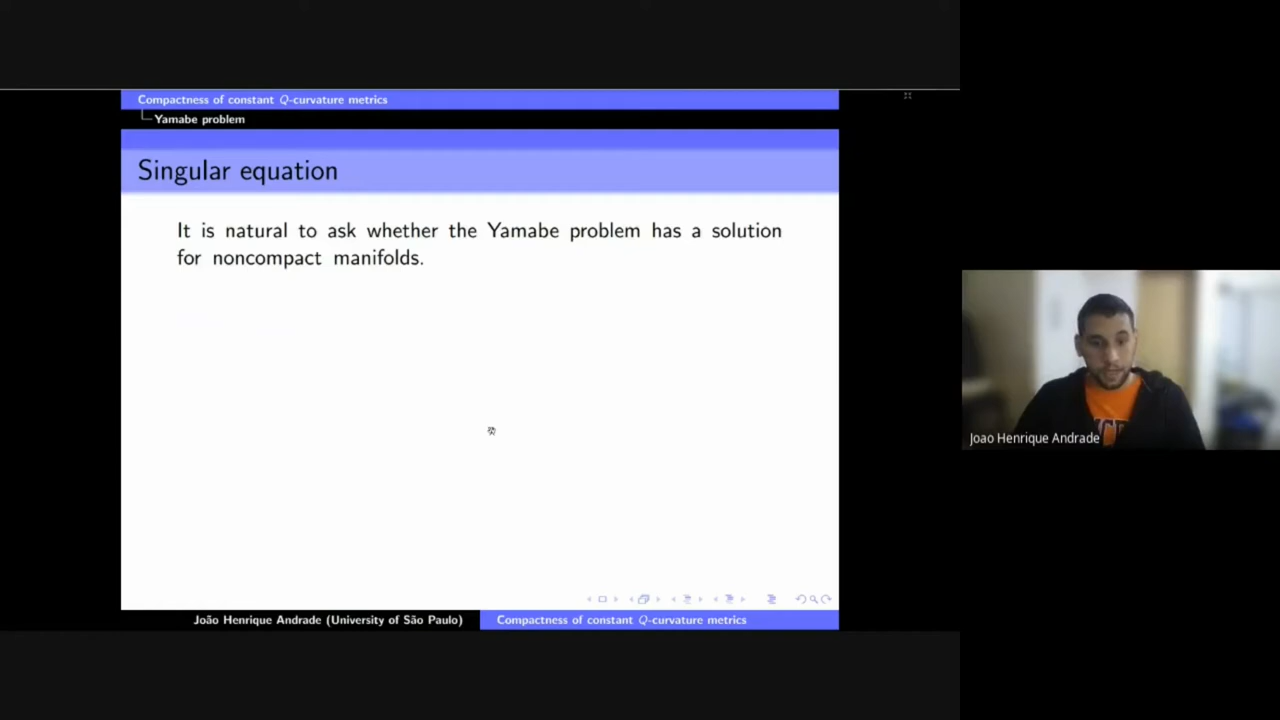 Compactness of constant Q-curvature metrics
Yamabe problem
Singular equation
It is natural to ask whether the Yamabe problem has a solution
for noncompact manifolds.
Joao Henrique Andrade
João Henrique Andrade (University of São Paulo)
Compactness of constant Q-curvature metrics